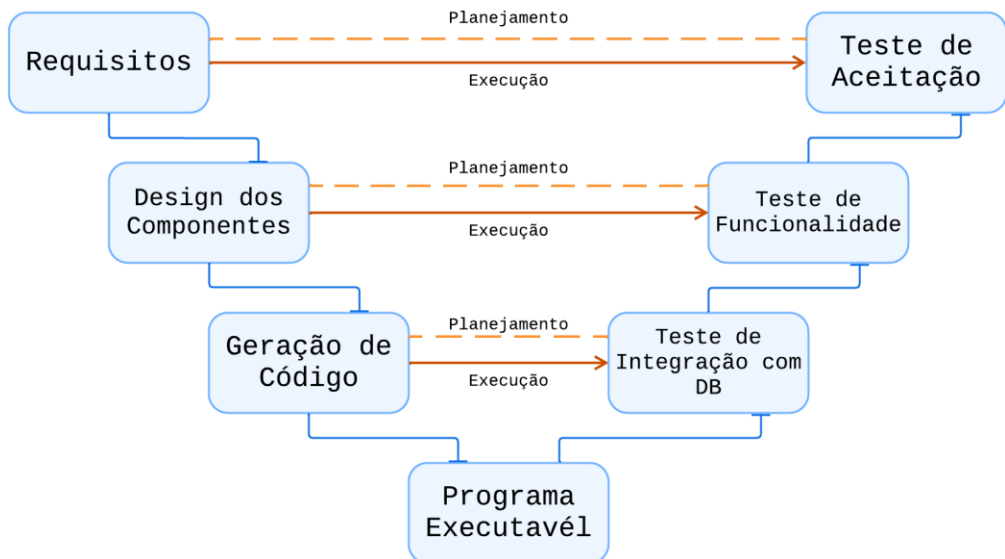 Planejamento
Requisitos
Execução
Teste de
Aceitação
Planejamento
Design dos
Componentes
Execução
Teste de
Funcionalidade
Planejamento
Geração de
Código
Execução
Teste de
Integração com
DB
Programa
Executavél